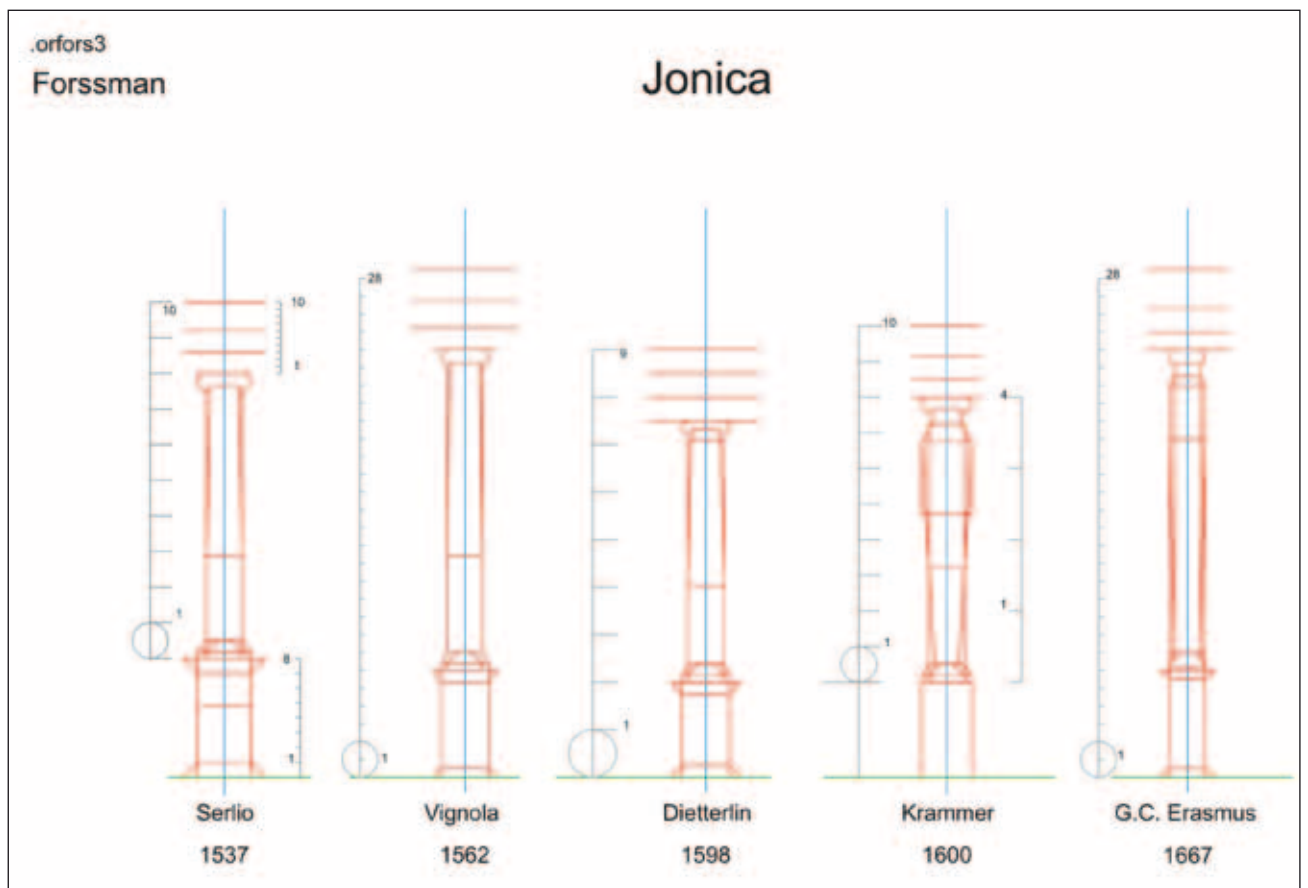 .orfors3
Forssman
Jonica
10
10
1
1
8
1
28
1
9
1
10
4
1
1
28
1
Serlio
Vignola
Dietterlin
Krammer
G.C. Erasmus
1537
1562
1598
1600
1667